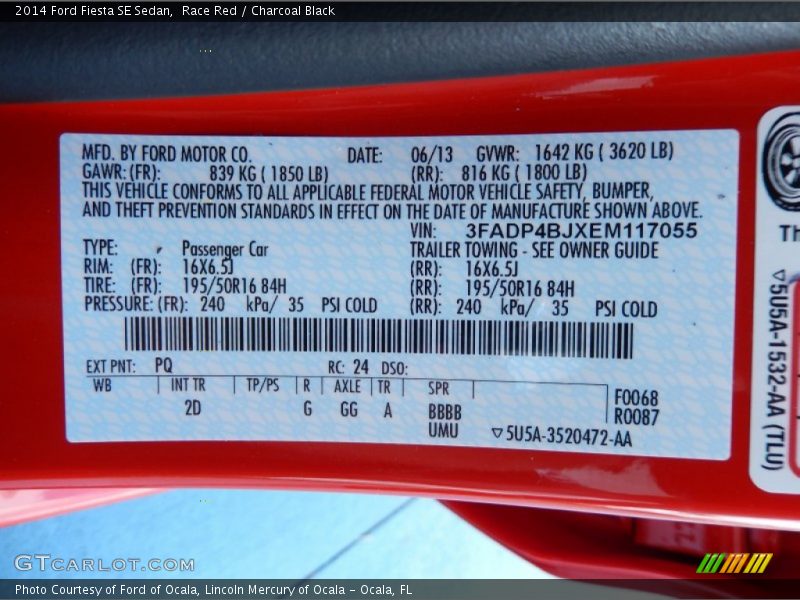 2014 Ford Fiesta SE Sedan,  Race Red / Charcoal Black
MFD. BY FORD MOTOR CO. DATE: 06/13 GVWR: 1642 KG ( 3620 LB)
GAWR:(FR): 839 KG ( 1850 LB) (RR): 816 KG ( 1800 LB)
THIS VEHICLE CONFORMS TO ALL APPLICABLE FEDERAL MOTOR VEHICLE SAFETY, BUMPER,
AND THEFT PREVENTION STANDARDS IN EFFECT ON THE DATE OF MANUFACTURE SHOWN ABOVE.
VIN: 3FADP4BJXEM117055
TYPE: Passenger Car TRAILER TOWING - SEE OWNER GUIDE
RIM: (FR): 16X6.5J (RR): 16X6.5J
TIRE: (FR): 195/50R16 84H (RR): 195/50R16 84H
PRESSURE: (FR): 240 kPa/ 35 PSI COLD (RR): 240 kPa/ 35 PSI COLD
EXT PNT: PQ RC: 24 DSO:
WB INT TR TP/PS R AXLE TR SPR
2D G GG A BBBB
UMU
F0068
R0087
▽5U5A-3520472-AA
TH
▽5U5A-1532-AA (TLU)
GTCARLOT.COM
Photo Courtesy of Ford of Ocala, Lincoln Mercury of Ocala – Ocala, FL